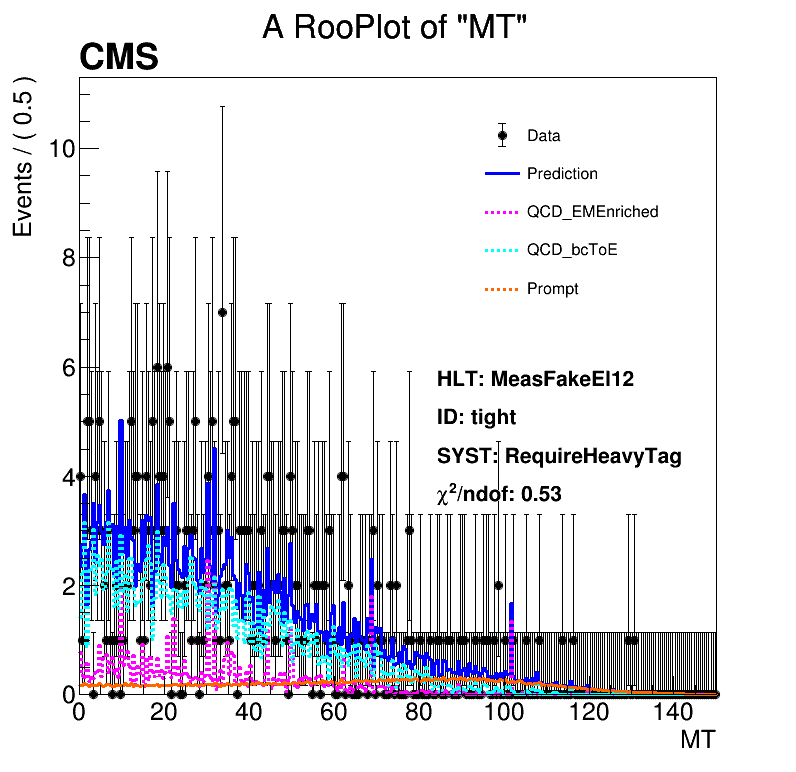 A RooPlot of "MT"
CMS
Events / ( 0.5 )
10
8
6
4
2
0
Data
Prediction
QCD_EMEnriched
QCD_bcToE
Prompt
HLT: MeasFakeEl12
ID: tight
SYST: RequireHeavyTag
χ²/ndof: 0.53
0 20 40 60 80 100 120 140
MT